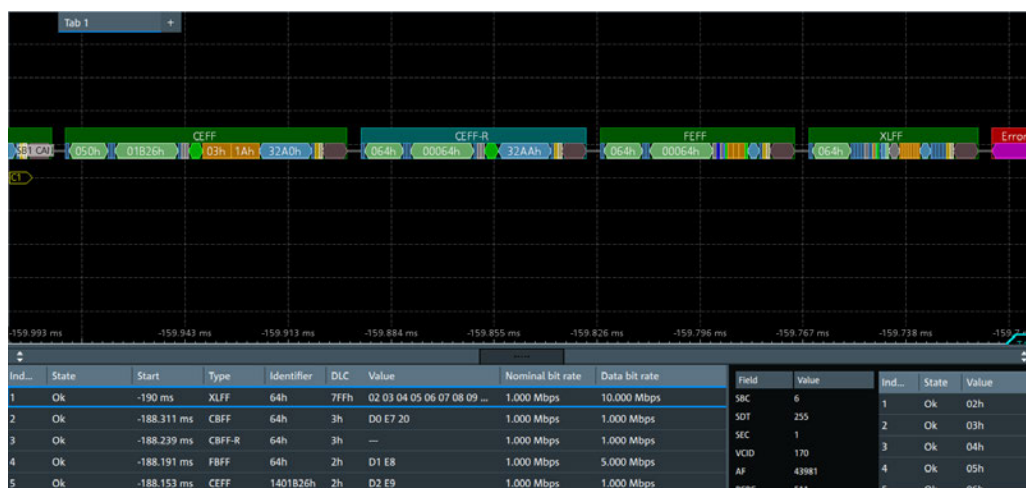 Tab 1 +
CEFF CEFF-R FEFF XLFF Error
SB1 CAN 050h 01B26h 03h 1Ah 32A0h 064h 00064h 32AAh 064h 00064h 064h
C1
-159.993 ms -159.943 ms -159.913 ms -159.884 ms -159.855 ms -159.826 ms -159.796 ms -159.767 ms -159.738 ms -159.7
Ind... State Start Type Identifier DLC Value Nominal bit rate Data bit rate
1 Ok -190 ms XLFF 64h 7FFh 02 03 04 05 06 07 08 09 ... 1.000 Mbps 10.000 Mbps
2 Ok -188.311 ms CBFF 64h 3h D0 E7 20 1.000 Mbps 1.000 Mbps
3 Ok -188.239 ms CBFF-R 64h 3h --- 1.000 Mbps 1.000 Mbps
4 Ok -188.191 ms FBFF 64h 2h D1 E8 1.000 Mbps 5.000 Mbps
5 Ok -188.153 ms CEFF 1401B26h 2h D2 E9 1.000 Mbps 1.000 Mbps
Field Value
SBC 6
SDT 255
SEC 1
VCID 170
AF 43981
Ind... State Value
1 Ok 02h
2 Ok 03h
3 Ok 04h
4 Ok 05h